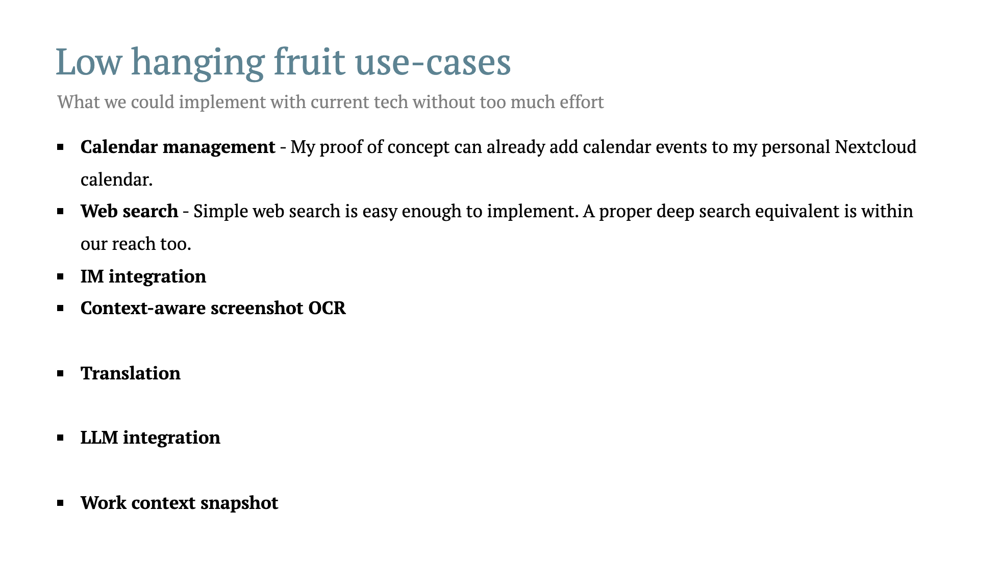 Low hanging fruit use-cases
What we could implement with current tech without too much effort
▪ Calendar management - My proof of concept can already add calendar events to my personal Nextcloud
calendar.
▪ Web search - Simple web search is easy enough to implement. A proper deep search equivalent is within
our reach too.
▪ IM integration
▪ Context-aware screenshot OCR
▪ Translation
▪ LLM integration
▪ Work context snapshot